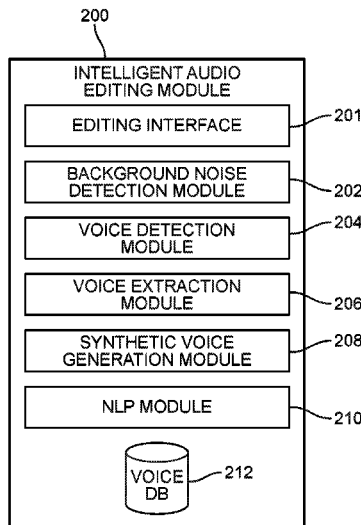 200
INTELLIGENT AUDIO
EDITING MODULE
EDITING INTERFACE
201
BACKGROUND NOISE
DETECTION MODULE
202
VOICE DETECTION
MODULE
204
VOICE EXTRACTION
MODULE
206
SYNTHETIC VOICE
GENERATION MODULE
208
NLP MODULE
210
VOICE
DB
212